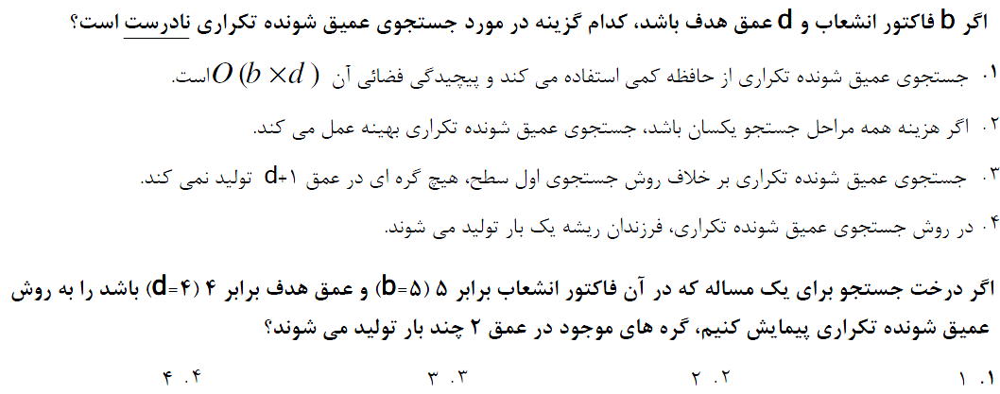 اگر b فاکتور انشعاب و d عمق هدف باشد، کدام گزینه در مورد جستجوی عمیق شونده تکراری نادرست است؟
۱. جستجوی عمیق شونده تکراری از حافظه کمی استفاده می کند و پیچیدگی فضائی آن O (b ×d ) است.
۲. اگر هزینه همه مراحل جستجو یکسان باشد، جستجوی عمیق شونده تکراری بهینه عمل می کند.
۳. جستجوی عمیق شونده تکراری بر خلاف روش جستجوی اول سطح، هیچ گره ای در عمق d+۱ تولید نمی کند.
۴. در روش جستجوی عمیق شونده تکراری، فرزندان ریشه یک بار تولید می شوند.
اگر درخت جستجو برای یک مساله که در آن فاکتور انشعاب برابر ۵ (b=۵) و عمق هدف برابر ۴ (d=۴) باشد را به روش
عمیق شونده تکراری پیمایش کنیم، گره های موجود در عمق ۲ چند بار تولید می شوند؟
۱. ۱ ۲. ۲ ۳. ۳ ۴. ۴